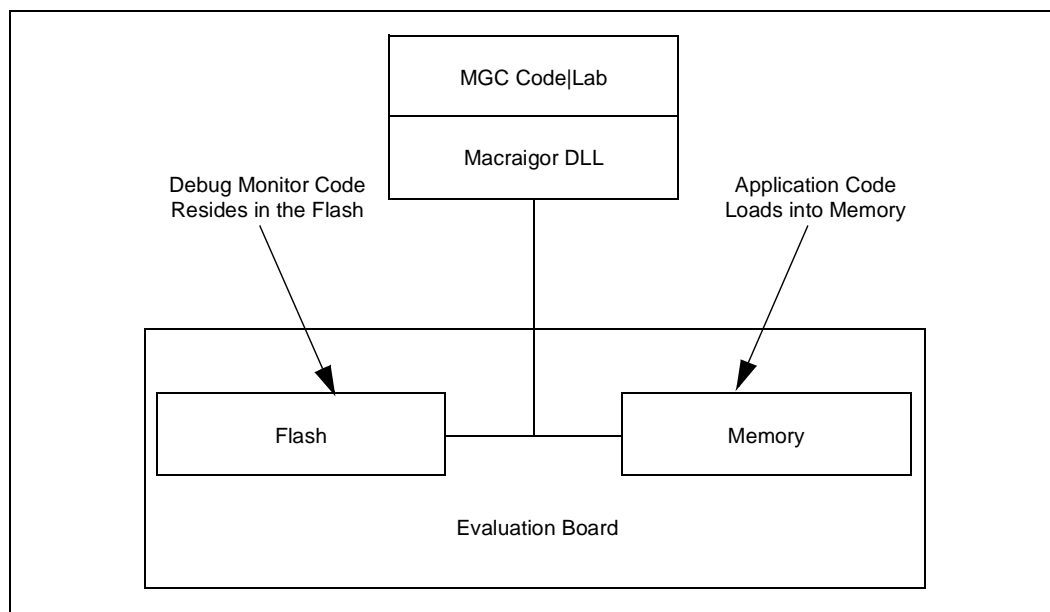 MGC Code|Lab
Macraigor DLL
Debug Monitor Code
Resides in the Flash
Application Code
Loads into Memory
Flash
Memory
Evaluation Board